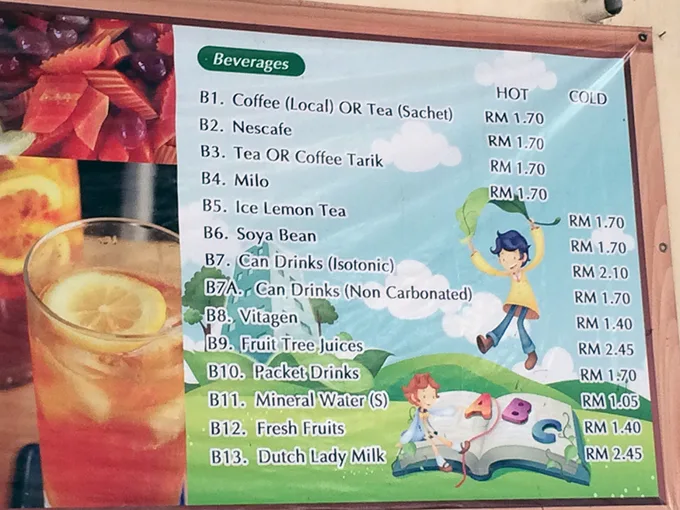 Beverages
HOT COLD
B1. Coffee (Local) OR Tea (Sachet) RM 1.70
B2. Nescafe RM 1.70
B3. Tea OR Coffee Tarik RM 1.70
B4. Milo RM 1.70
B5. Ice Lemon Tea RM 1.70
B6. Soya Bean RM 1.70
B7. Can Drinks (Isotonic) RM 2.10
B7A. Can Drinks (Non Carbonated) RM 1.70
B8. Vitagen RM 1.40
B9. Fruit Tree Juices RM 2.45
B10. Packet Drinks RM 1.70
B11. Mineral Water (S) RM 1.05
B12. Fresh Fruits RM 1.40
B13. Dutch Lady Milk RM 2.45
A B C